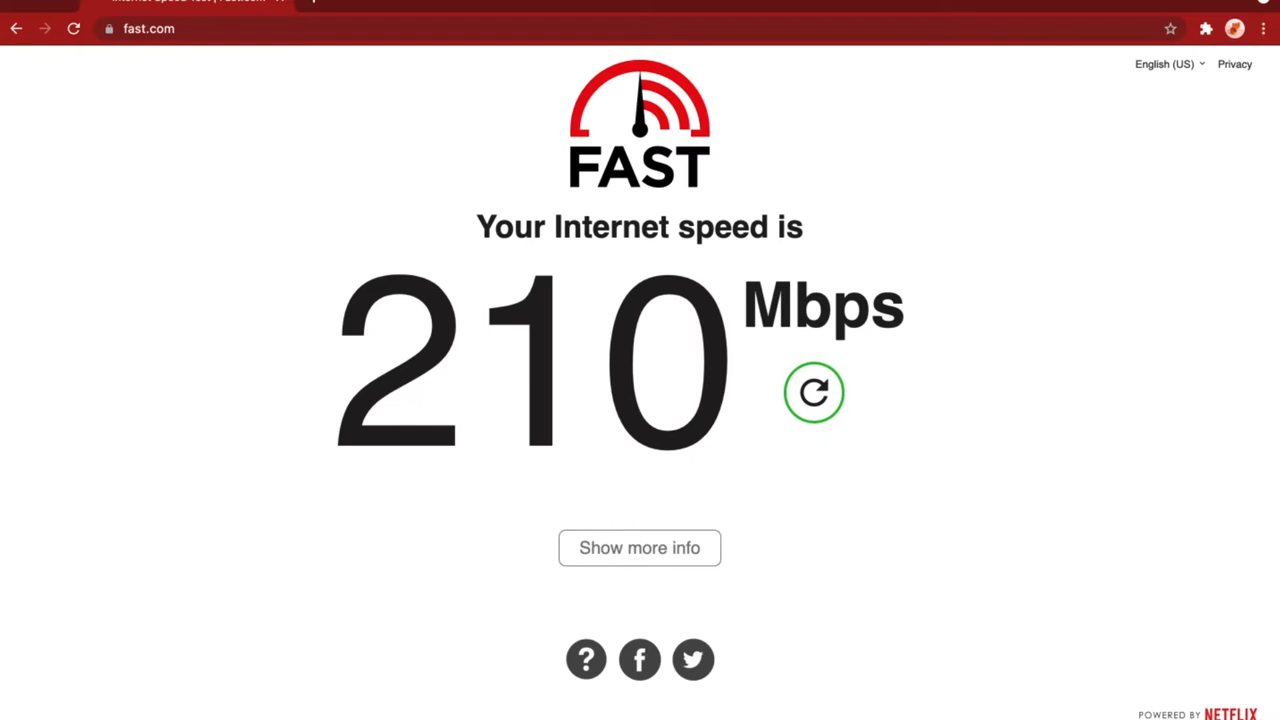 fast.com
English (US) Privacy
FAST
Your Internet speed is
210 Mbps
Show more info
?
f
POWERED BY NETFLIX